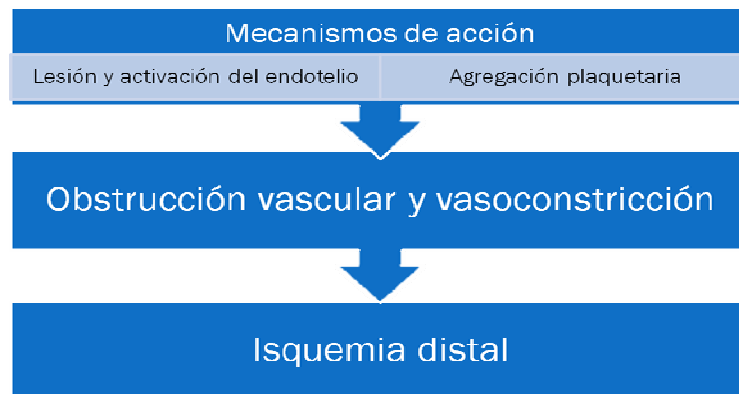 Mecanismos de acción
Lesión y activación del endotelio
Agregación plaquetaria
Obstrucción vascular y vasoconstricción
Isquemia distal